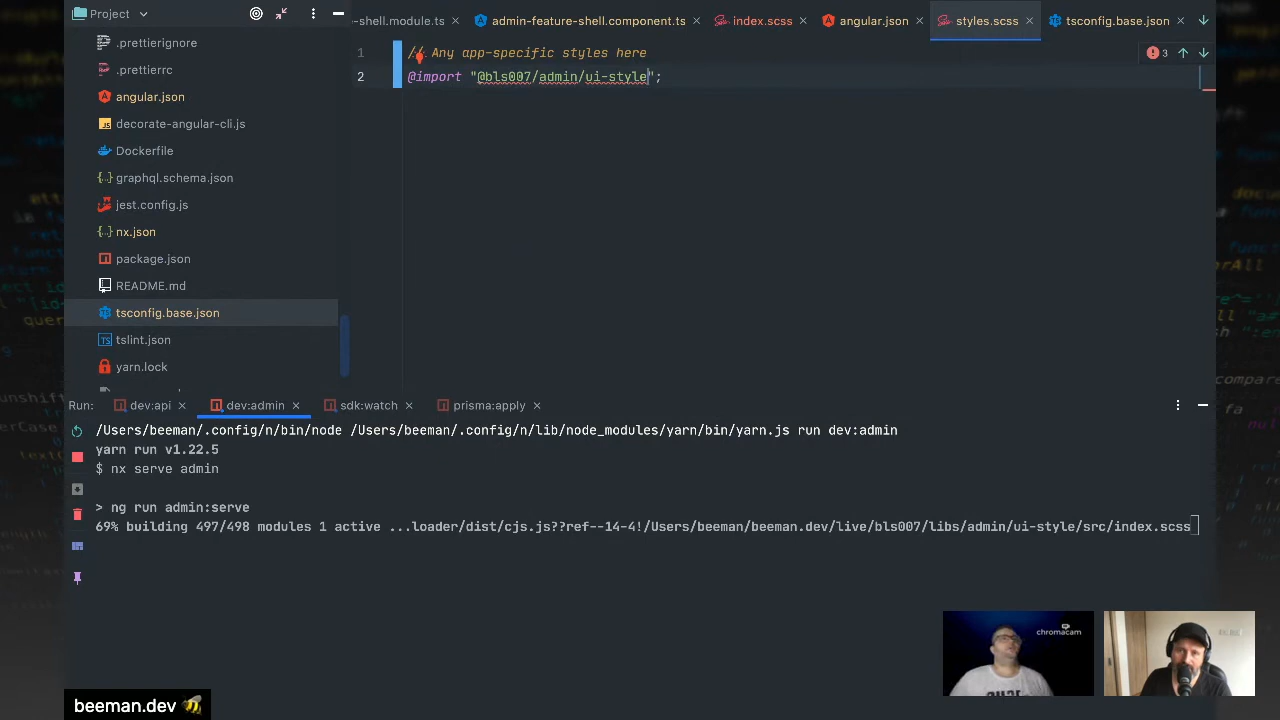 Project
-shell.module.ts
admin-feature-shell.component.ts
index.scss
angular.json
styles.scss
tsconfig.base.json
1 // Any app-specific styles here
2 @import "@bls007/admin/ui-style";
3
.prettierignore
.prettierrc
angular.json
decorate-angular-cli.js
Dockerfile
graphql.schema.json
jest.config.js
nx.json
package.json
README.md
tsconfig.base.json
tslint.json
yarn.lock
Run:
dev:api
dev:admin
sdk:watch
prisma:apply
/Users/beeman/.config/n/bin/node /Users/beeman/.config/n/lib/node_modules/yarn/bin/yarn.js run dev:admin
yarn run v1.22.5
$ nx serve admin
> ng run admin:serve
69% building 497/498 modules 1 active ...loader/dist/cjs.js??ref--14-4!/Users/beeman/beeman.dev/live/bls007/libs/admin/ui-style/src/index.scss
chromacam
beeman.dev